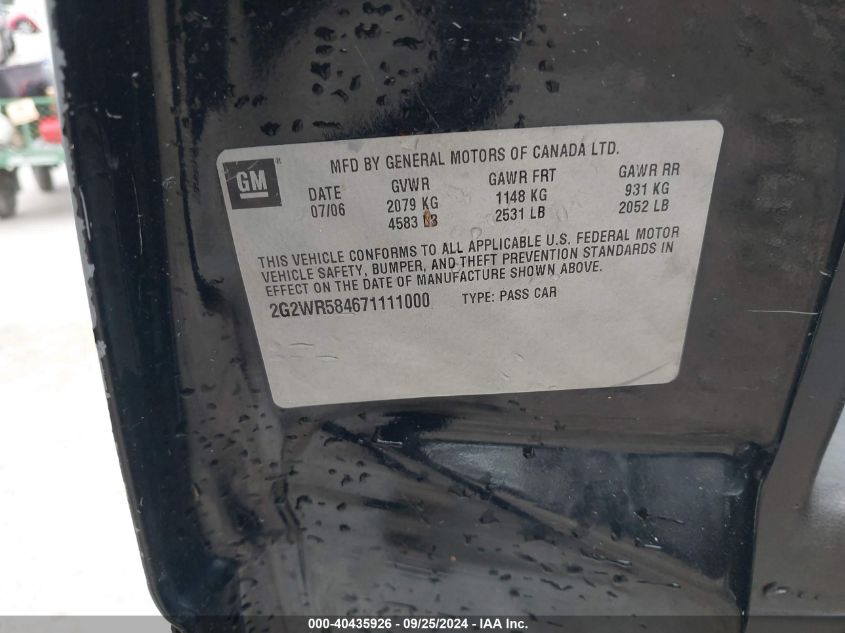 GM ®
MFD BY GENERAL MOTORS OF CANADA LTD.
DATE GVWR GAWR FRT GAWR RR
07/06 2079 KG 1148 KG 931 KG
4583 LB 2531 LB 2052 LB
THIS VEHICLE CONFORMS TO ALL APPLICABLE U.S. FEDERAL MOTOR
VEHICLE SAFETY, BUMPER, AND THEFT PREVENTION STANDARDS IN
EFFECT ON THE DATE OF MANUFACTURE SHOWN ABOVE.
2G2WR584671111000 TYPE: PASS CAR
000-40435926 - 09/25/2024 - IAA Inc.